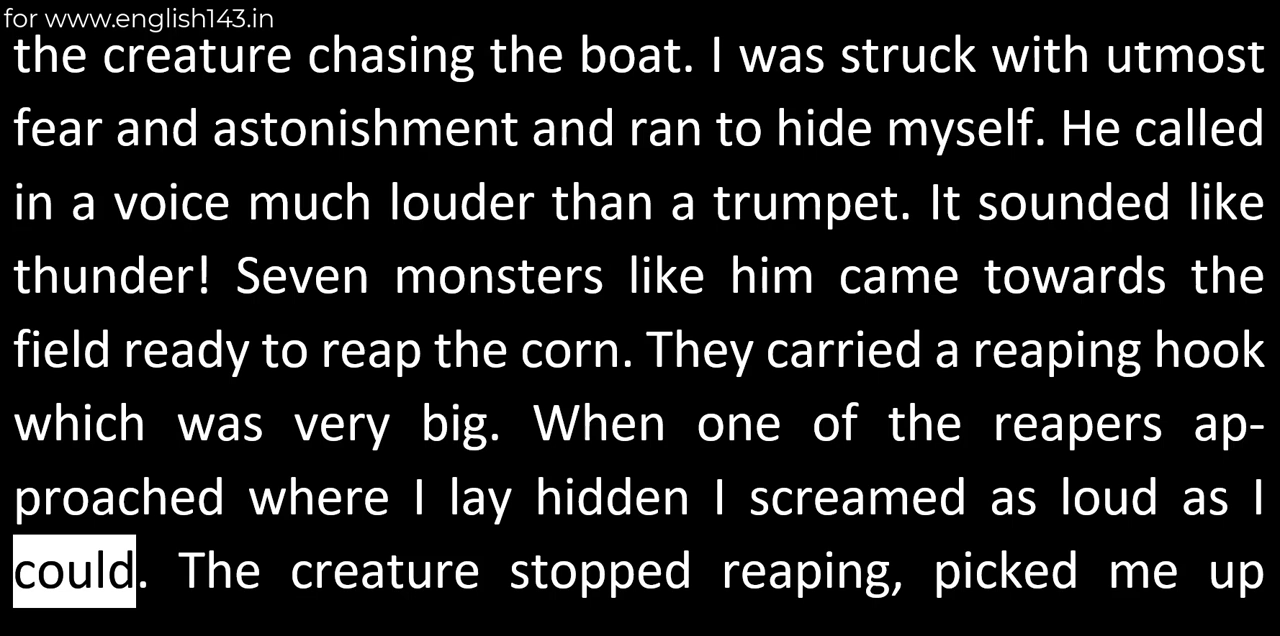 for www.english143.in
the creature chasing the boat. I was struck with utmost
fear and astonishment and ran to hide myself. He called
in a voice much louder than a trumpet. It sounded like
thunder! Seven monsters like him came towards the
field ready to reap the corn. They carried a reaping hook
which was very big. When one of the reapers ap-
proached where I lay hidden I screamed as loud as I
could. The creature stopped reaping, picked me up